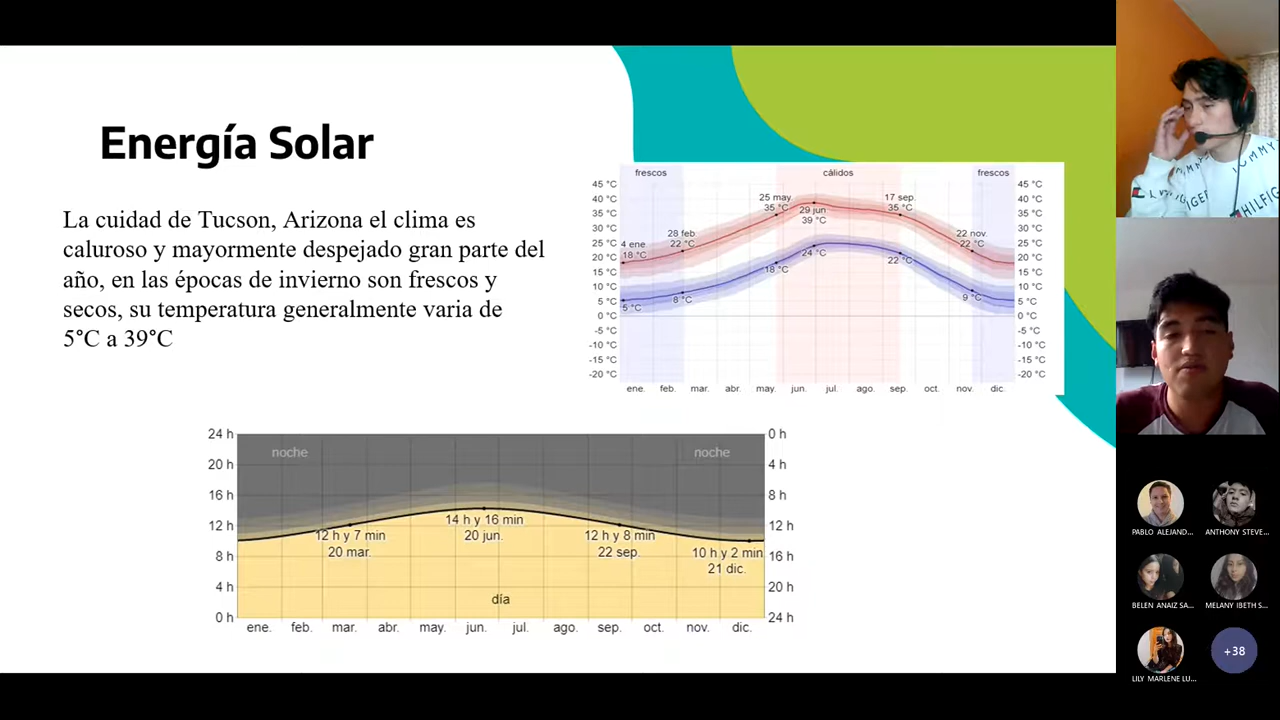 Energía Solar
La cuidad de Tucson, Arizona el clima es
caluroso y mayormente despejado gran parte del
año, en las épocas de invierno son frescos y
secos, su temperatura generalmente varia de
5°C a 39°C
frescos cálidos frescos
45 °C 45 °C
40 °C 40 °C
35 °C 35 °C
30 °C 30 °C
25 °C 25 °C
20 °C 20 °C
15 °C 15 °C
10 °C 10 °C
5 °C 5 °C
0 °C 0 °C
-5 °C -5 °C
-10 °C -10 °C
-15 °C -15 °C
-20 °C -20 °C
4 ene.
18 °C
28 feb.
22 °C
25 may.
35 °C
29 jun.
39 °C
17 sep.
35 °C
22 nov.
22 °C
5 °C
8 °C
18 °C
24 °C
22 °C
9 °C
ene. feb. mar. abr. may. jun. jul. ago. sep. oct. nov. dic.
24 h 0 h
20 h 4 h
16 h 8 h
12 h 12 h
8 h 16 h
4 h 20 h
0 h 24 h
noche noche
12 h y 7 min
20 mar.
14 h y 16 min
20 jun.
12 h y 8 min
22 sep.
10 h y 2 min
21 dic.
día
ene. feb. mar. abr. may. jun. jul. ago. sep. oct. nov. dic.
TOMMY
HILFIG
PABLO ALEJAND...
ANTHONY STEVE...
BELEN ANAIZ SA...
MELANY IBETH S...
LILY MARLENE LU...
+38